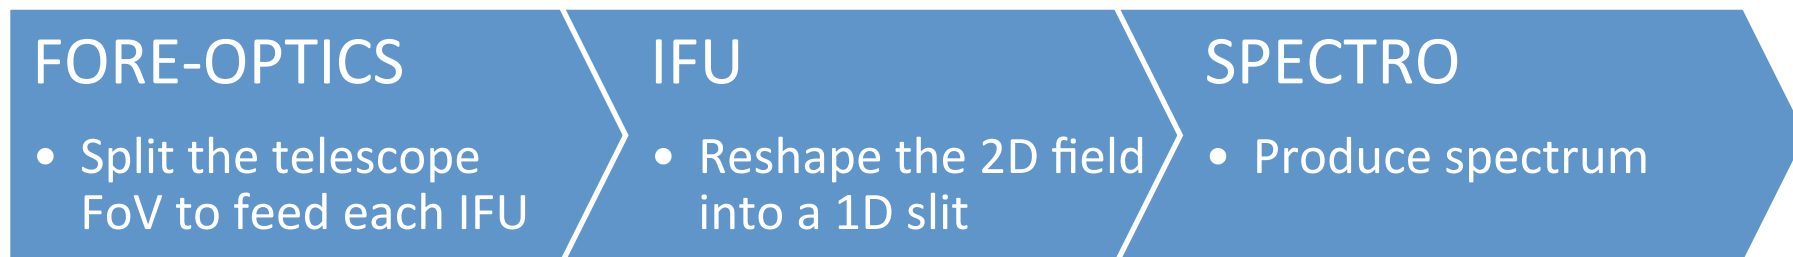 FORE-OPTICS
• Split the telescope
FoV to feed each IFU
IFU
• Reshape the 2D field
into a 1D slit
SPECTRO
• Produce spectrum